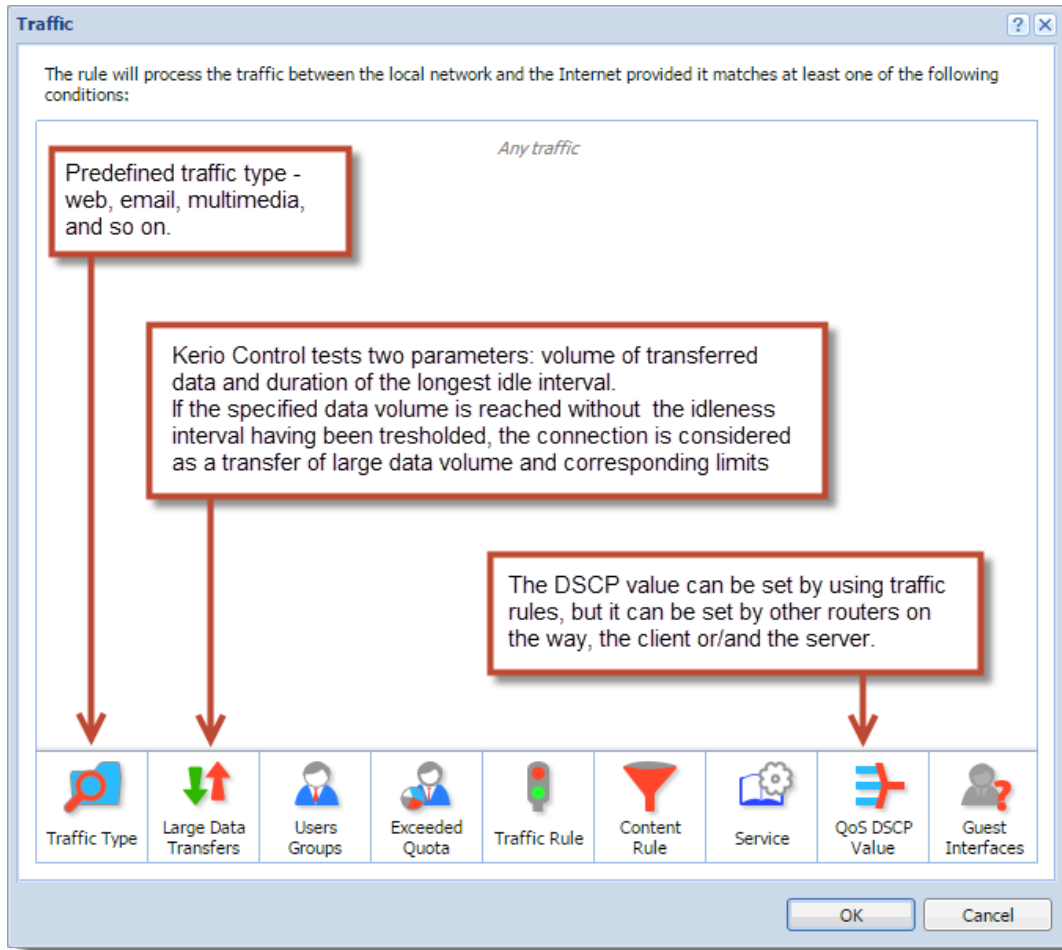 Traffic
The rule will process the traffic between the local network and the Internet provided it matches at least one of the following
conditions:
Any traffic
Predefined traffic type -
web, email, multimedia,
and so on.
Kerio Control tests two parameters: volume of transferred
data and duration of the longest idle interval.
If the specified data volume is reached without the idleness
interval having been tresholded, the connection is considered
as a transfer of large data volume and corresponding limits
The DSCP value can be set by using traffic
rules, but it can be set by other routers on
the way, the client or/and the server.
Traffic Type
Large Data
Transfers
Users
Groups
Exceeded
Quota
Traffic Rule
Content
Rule
Service
QoS DSCP
Value
Guest
Interfaces
OK
Cancel